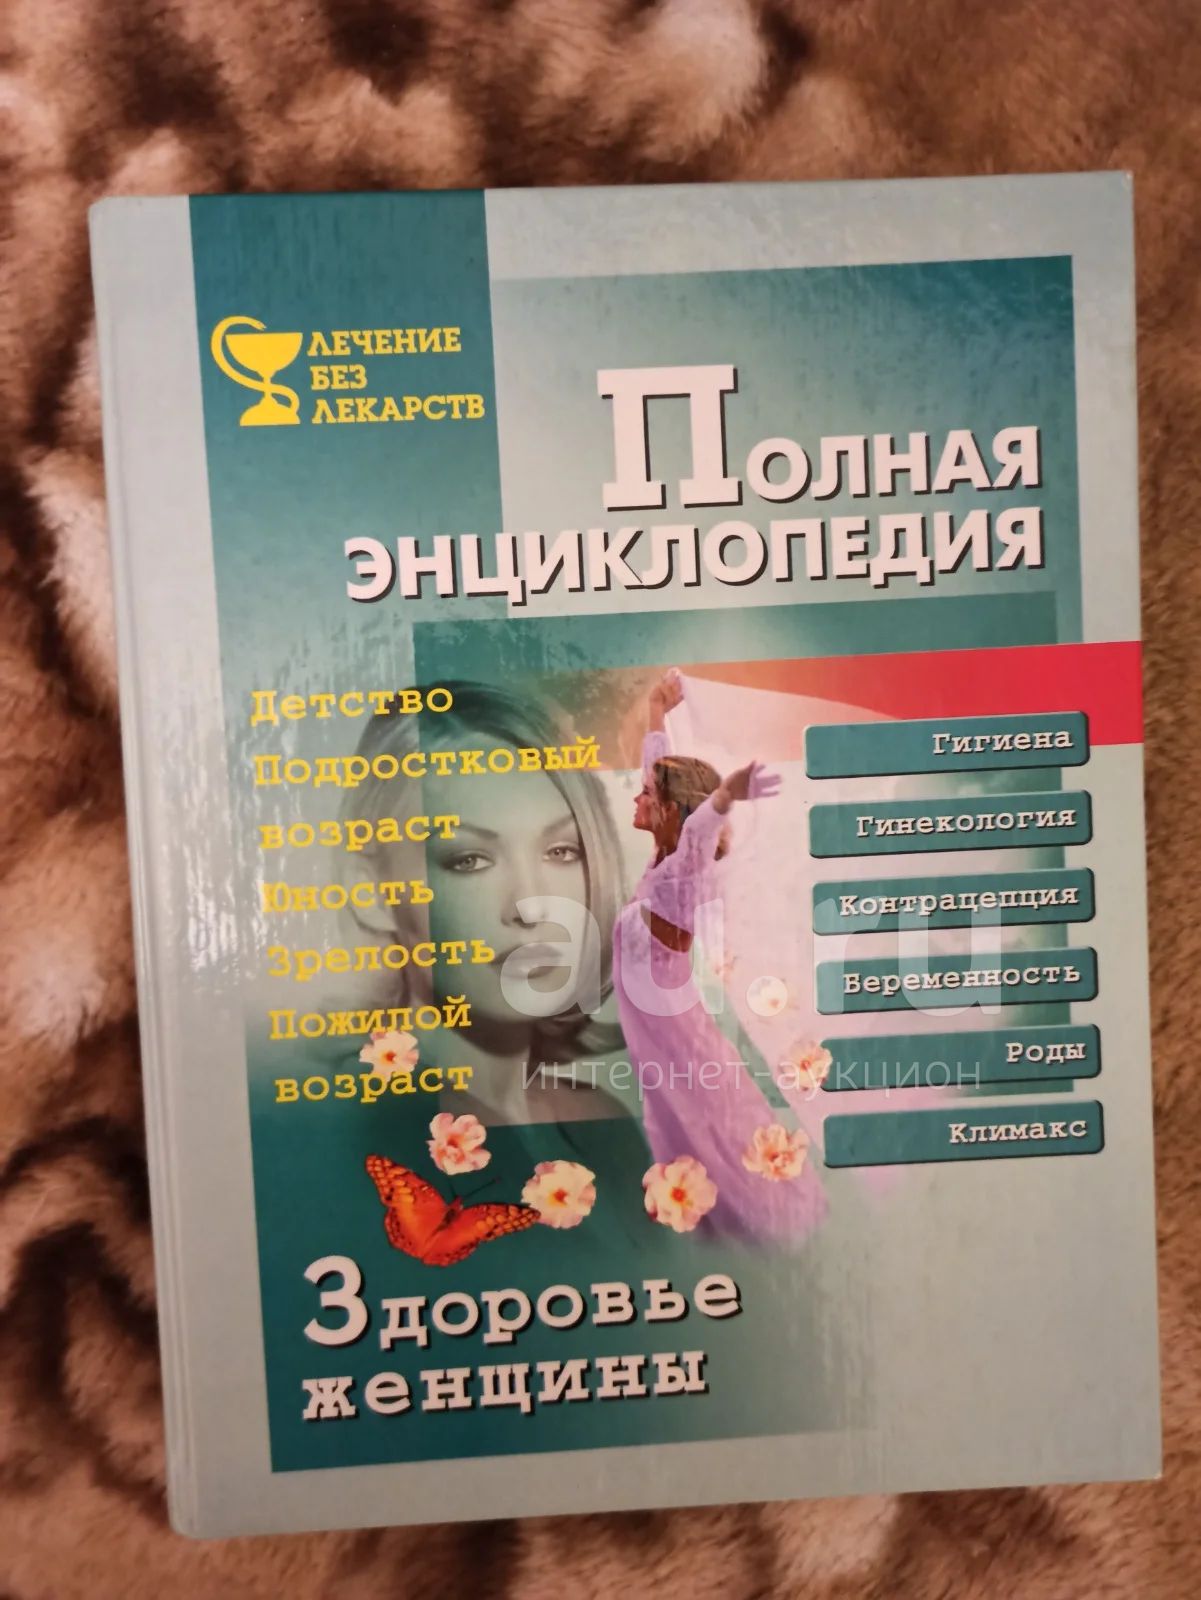 ЛЕЧЕНИЕ
БЕЗ
ЛЕКАРСТВ
ПОЛНАЯ
ЭНЦИКЛОПЕДИЯ
Детство
Подростковый
возраст
Юность
Зрелость
Пожилой
возраст
Гигиена
Гинекология
Контрацепция
Беременность
Роды
Климакс
au.ru
интернет-аукцион
Здоровье
женщины